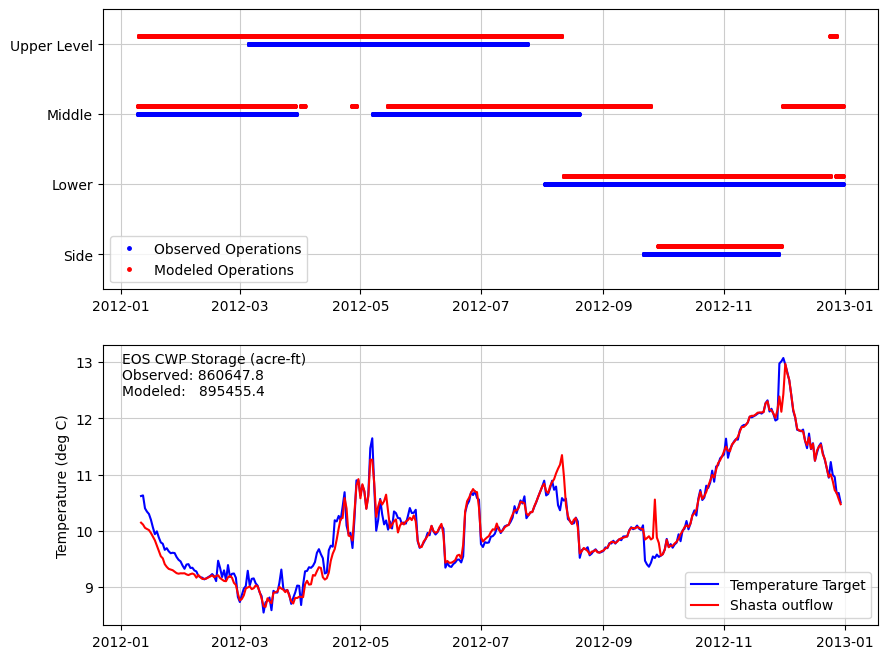 Upper Level
Middle
Lower
Side
Observed Operations
Modeled Operations
2012-01 2012-03 2012-05 2012-07 2012-09 2012-11 2013-01
EOS CWP Storage (acre-ft)
Observed: 860647.8
Modeled: 895455.4
Temperature (deg C)
13
12
11
10
9
Temperature Target
Shasta outflow
2012-01 2012-03 2012-05 2012-07 2012-09 2012-11 2013-01